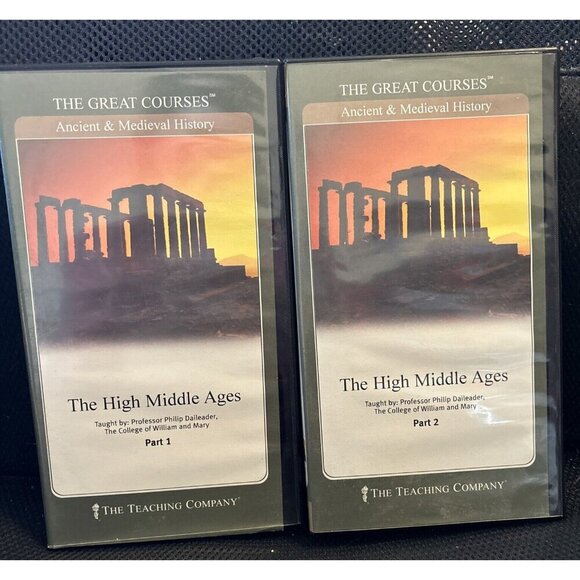 THE GREAT COURSES℠
Ancient & Medieval History
The High Middle Ages
Taught by: Professor Philip Daileader,
The College of William and Mary
Part 1
THE TEACHING COMPANY®
THE GREAT COURSES℠
Ancient & Medieval History
The High Middle Ages
Taught by: Professor Philip Daileader,
The College of William and Mary
Part 2
THE TEACHING COMPANY®